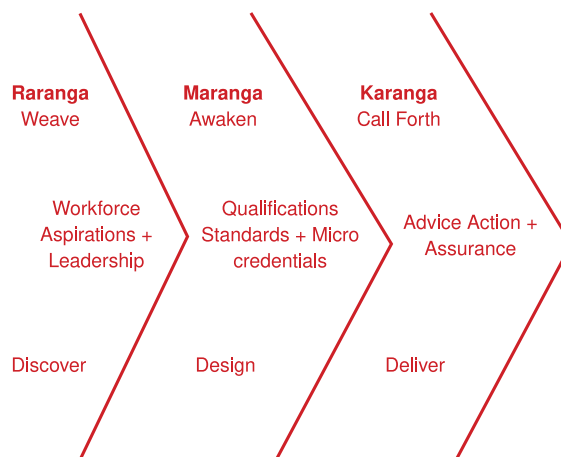 Raranga
Weave
Workforce
Aspirations +
Leadership
Discover
Maranga
Awaken
Qualifications
Standards + Micro
credentials
Design
Karanga
Call Forth
Advice Action +
Assurance
Deliver